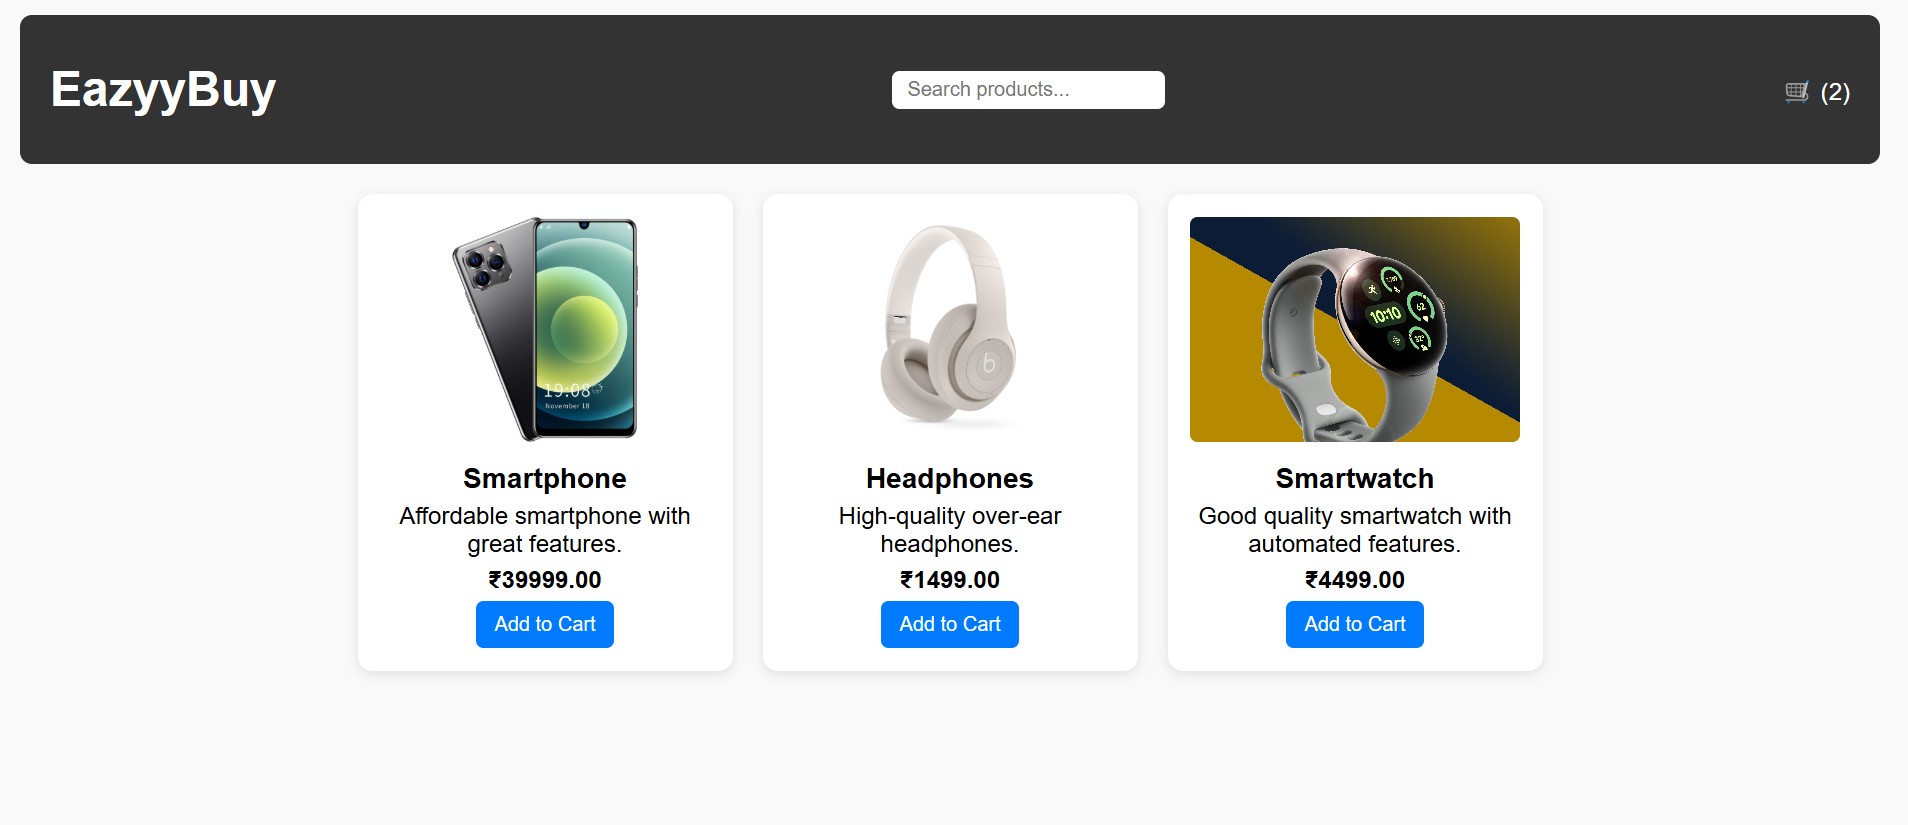 EazyyBuy
Search products...
🛒 (2)
19:08
November 18
10:10
62
Smartphone
Affordable smartphone with
great features.
₹39999.00
Add to Cart
Headphones
High-quality over-ear
headphones.
₹1499.00
Add to Cart
Smartwatch
Good quality smartwatch with
automated features.
₹4499.00
Add to Cart